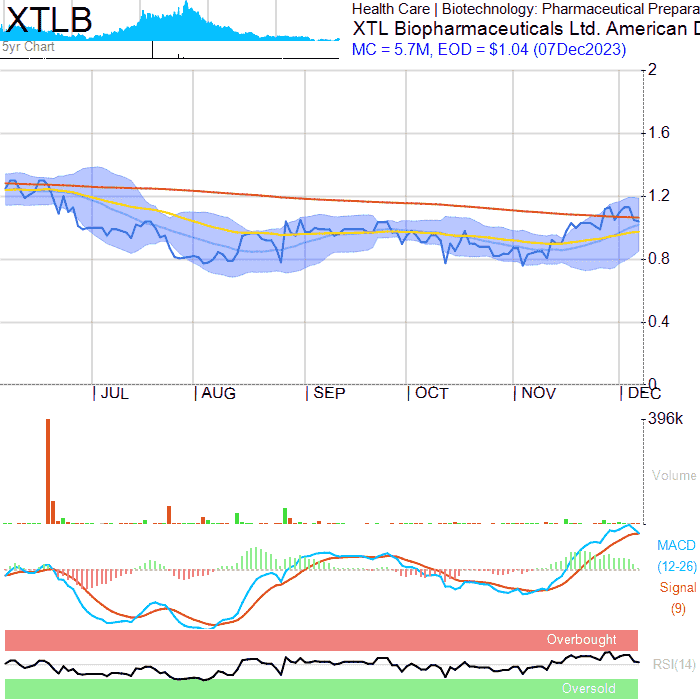 XTLB
5yr Chart
Health Care | Biotechnology: Pharmaceutical Prepara
XTL Biopharmaceuticals Ltd. American D
MC = 5.7M, EOD = $1.04 (07Dec2023)
2
1.6
1.2
0.8
0.4
0
JUL AUG SEP OCT NOV DEC
396k
Volume
MACD
(12-26)
Signal
(9)
Overbought
RSI(14)
Oversold